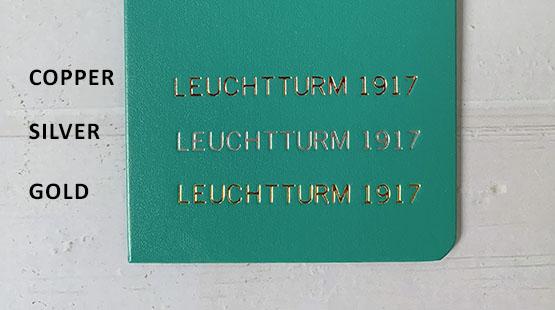 COPPER LEUCHTTURM 1917
SILVER LEUCHTTURM 1917
GOLD LEUCHTTURM 1917